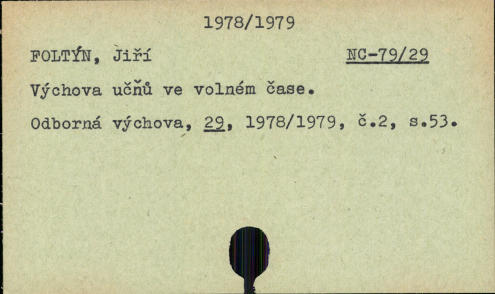 1978/1979
FOLTÝN, Jiří NC-79/29
Výchova učňů ve volném čase.
Odborná výchova, 29, 1978/1979, č.2, s.53.